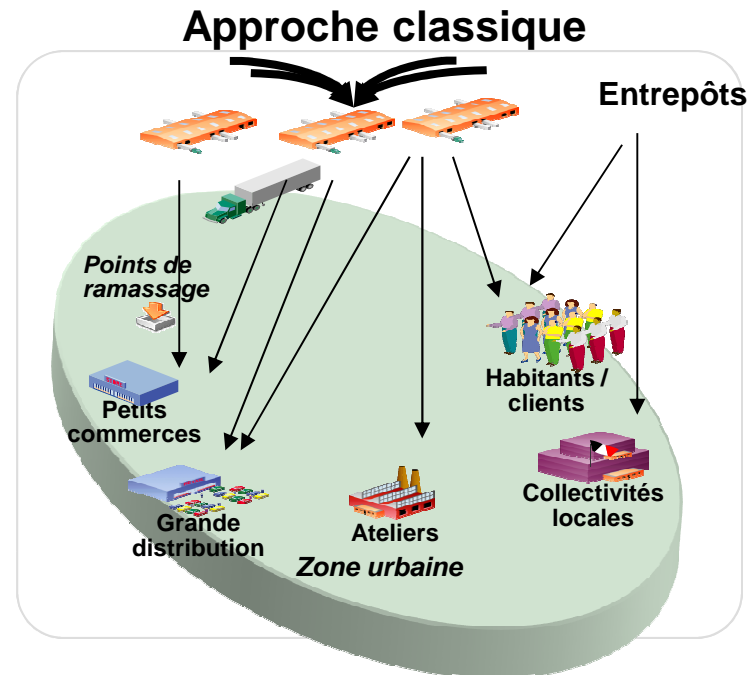 Approche classique
Entrepôts
Points de
ramassage
Habitants /
clients
Petits
commerces
Collectivités
locales
Grande
distribution
Ateliers
Zone urbaine